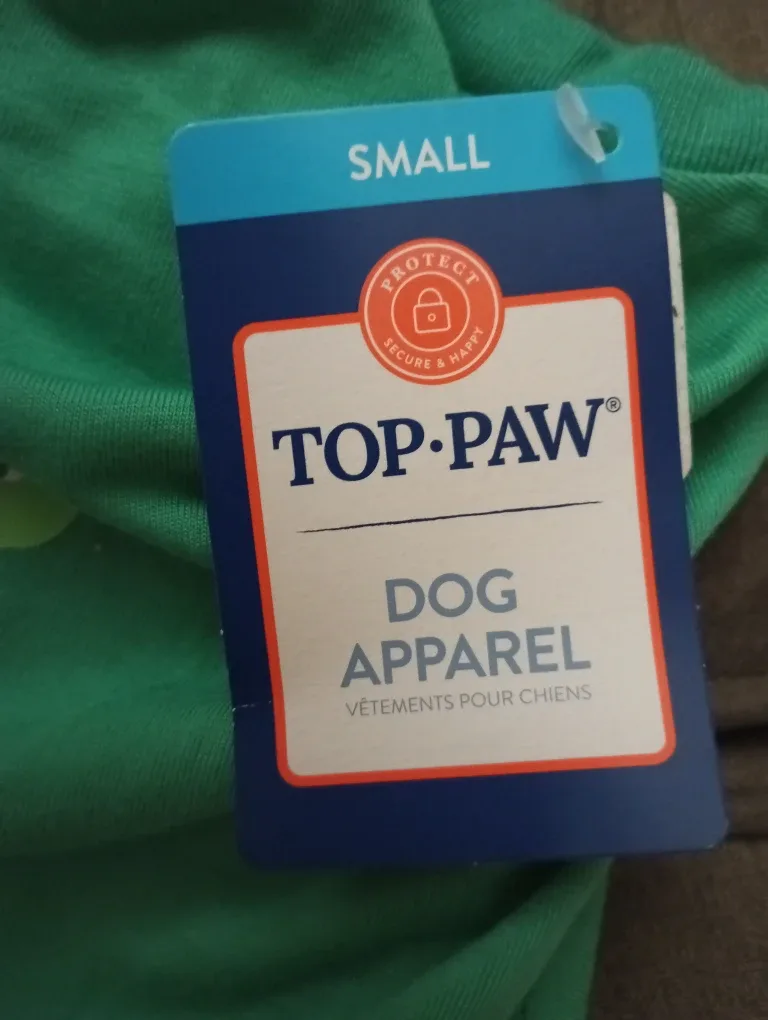 SMALL
PROTECT
SECURE & HAPPY
TOP·PAW®
DOG
APPAREL
VÊTEMENTS POUR CHIENS